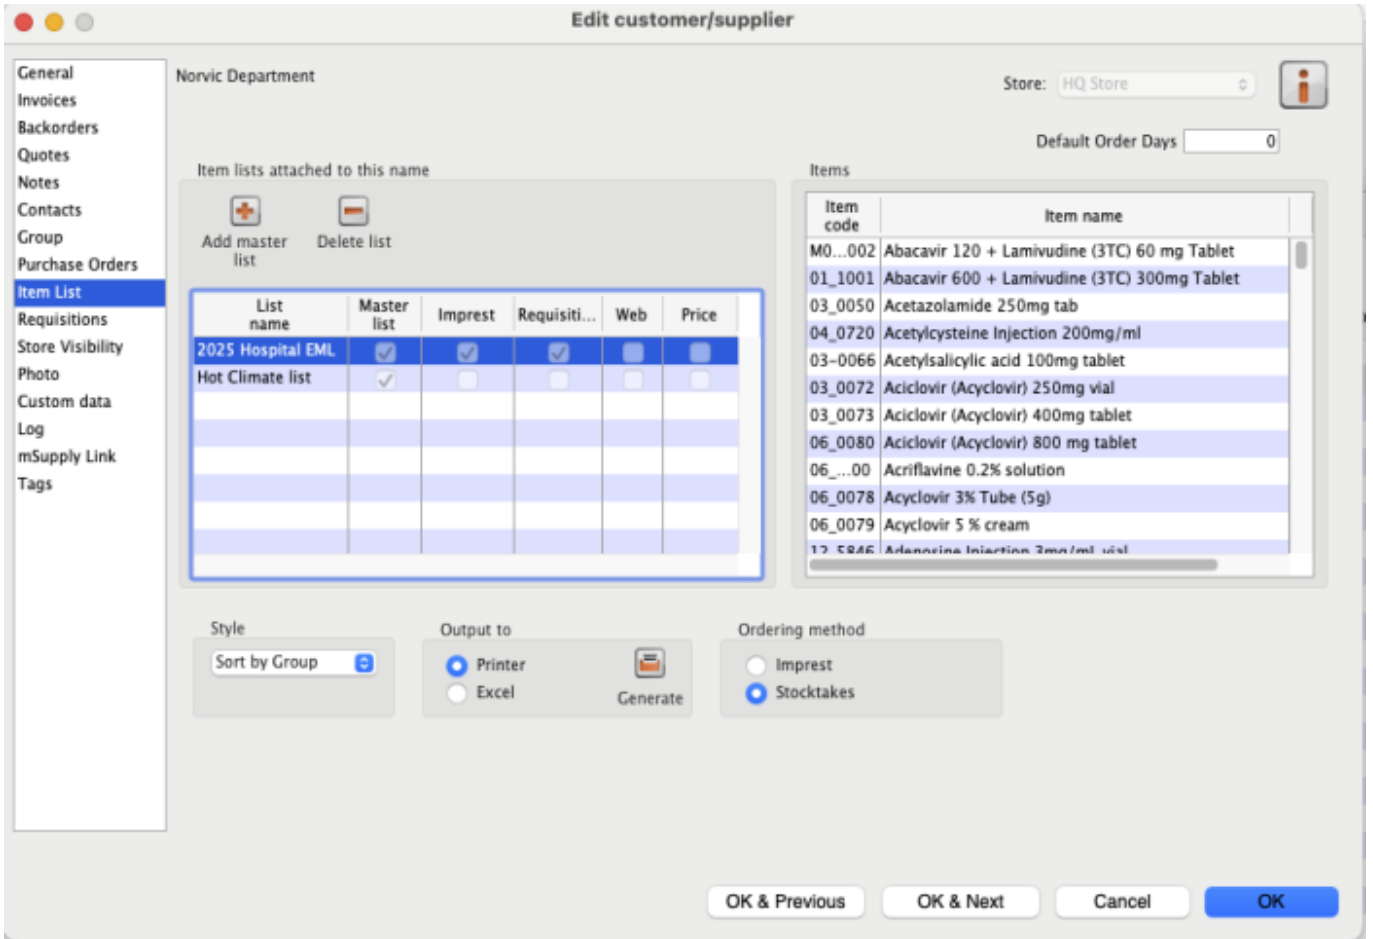 Edit customer/supplier
General
Invoices
Backorders
Quotes
Notes
Contacts
Group
Purchase Orders
Item List
Requisitions
Store Visibility
Photo
Custom data
Log
mSupply Link
Tags
Norvic Department
Store: HQ Store
Default Order Days 0
Item lists attached to this name
Add master
list
Delete list
List
name
Master
list
Imprest
Requisiti...
Web
Price
2025 Hospital EML
Hot Climate list
Items
Item
code
Item name
M0...002 Abacavir 120 + Lamivudine (3TC) 60 mg Tablet
01_1001 Abacavir 600 + Lamivudine (3TC) 300mg Tablet
03_0050 Acetazolamide 250mg tab
04_0720 Acetylcysteine Injection 200mg/ml
03-0066 Acetylsalicylic acid 100mg tablet
03_0072 Aciclovir (Acyclovir) 250mg vial
03_0073 Aciclovir (Acyclovir) 400mg tablet
06_0080 Aciclovir (Acyclovir) 800 mg tablet
06_...00 Acriflavine 0.2% solution
06_0078 Acyclovir 3% Tube (5g)
06_0079 Acyclovir 5 % cream
12_5846 Adenosine Injection 3mg/ml, vial
Style
Sort by Group
Output to
Printer
Excel
Generate
Ordering method
Imprest
Stocktakes
OK & Previous
OK & Next
Cancel
OK